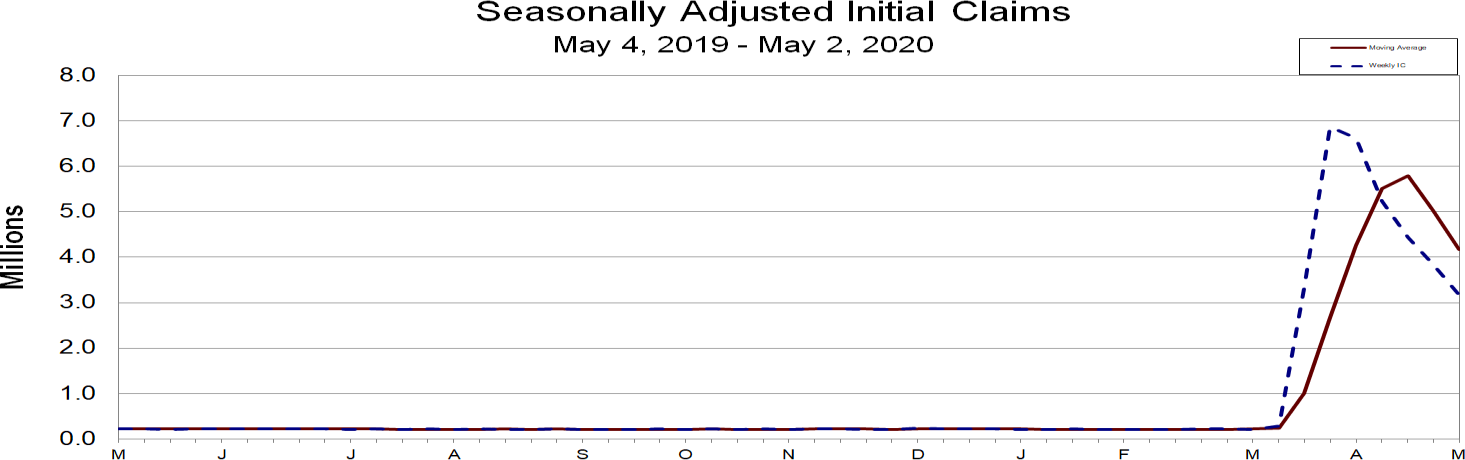 Seasonally Adjusted Initial Claims
May 4, 2019 - May 2, 2020
Moving Average
Weekly IC
8.0
7.0
6.0
5.0
4.0
3.0
2.0
1.0
0.0
Millions
M J J A S O N D J F M A M